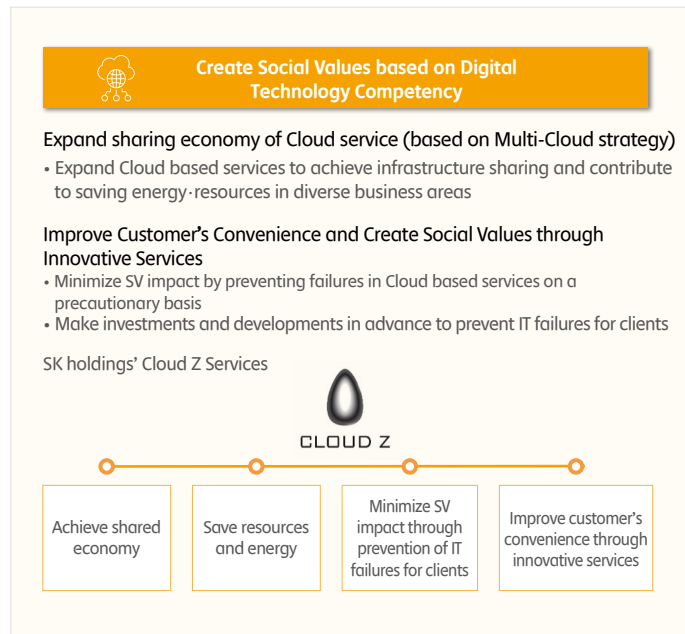 Create Social Values based on Digital
Technology Competency
Expand sharing economy of Cloud service (based on Multi-Cloud strategy)
• Expand Cloud based services to achieve infrastructure sharing and contribute
to saving energy·resources in diverse business areas
Improve Customer's Convenience and Create Social Values through
Innovative Services
• Minimize SV impact by preventing failures in Cloud based services on a
precautionary basis
• Make investments and developments in advance to prevent IT failures for clients
SK holdings' Cloud Z Services
CLOUD Z
Achieve shared
economy
Save resources
and energy
Minimize SV
impact through
prevention of IT
failures for clients
Improve customer's
convenience through
innovative services